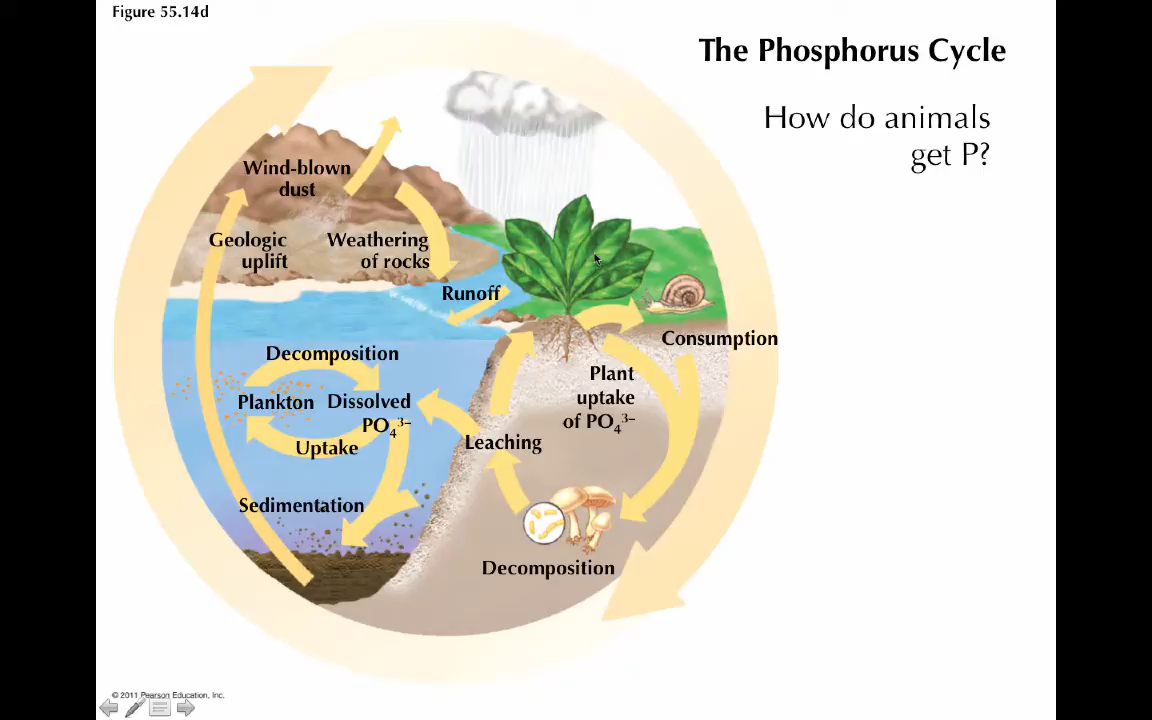 Figure 55.14d
The Phosphorus Cycle
How do animals
get P?
Wind-blown
dust
Geologic
uplift
Weathering
of rocks
Runoff
Consumption
Decomposition
Plant
uptake
of PO₄³⁻
Plankton
Dissolved
PO₄³⁻
Uptake
Leaching
Sedimentation
Decomposition
© 2011 Pearson Education, Inc.